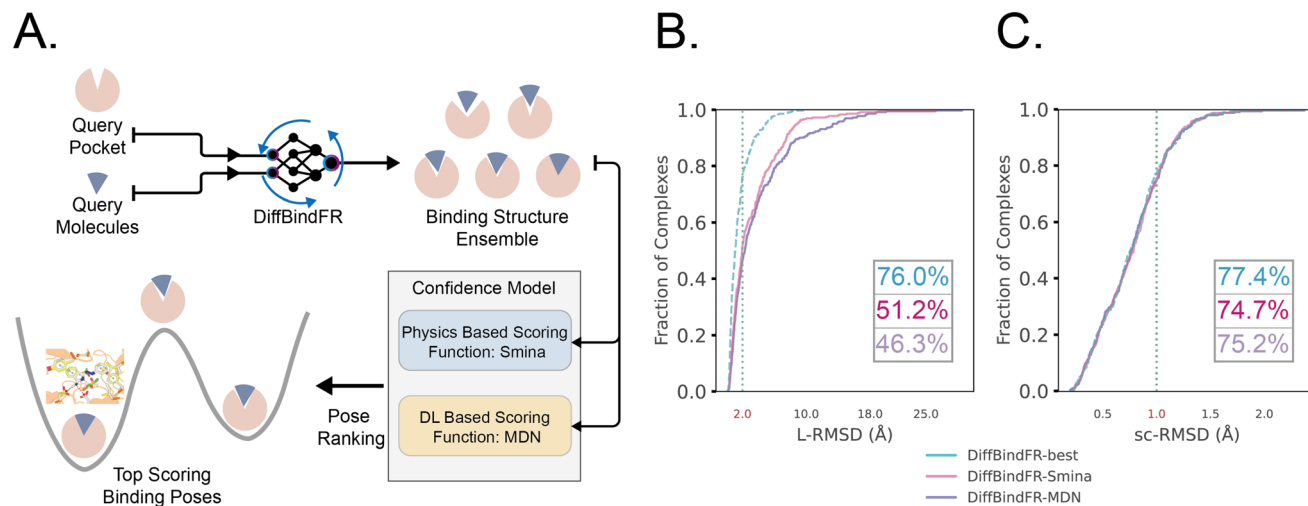 A.
Query
Pocket
Query
Molecules
DiffBindFR
Binding Structure
Ensemble
Confidence Model
Physics Based Scoring
Function: Smina
DL Based Scoring
Function: MDN
Pose
Ranking
Top Scoring
Binding Poses
B.
Fraction of Complexes
1.0
0.8
0.6
0.4
0.2
0.0
76.0%
51.2%
46.3%
2.0 10.0 18.0 25.0
L-RMSD (Å)
C.
Fraction of Complexes
1.0
0.8
0.6
0.4
0.2
0.0
77.4%
74.7%
75.2%
0.5 1.0 1.5 2.0
sc-RMSD (Å)
DiffBindFR-best
DiffBindFR-Smina
DiffBindFR-MDN